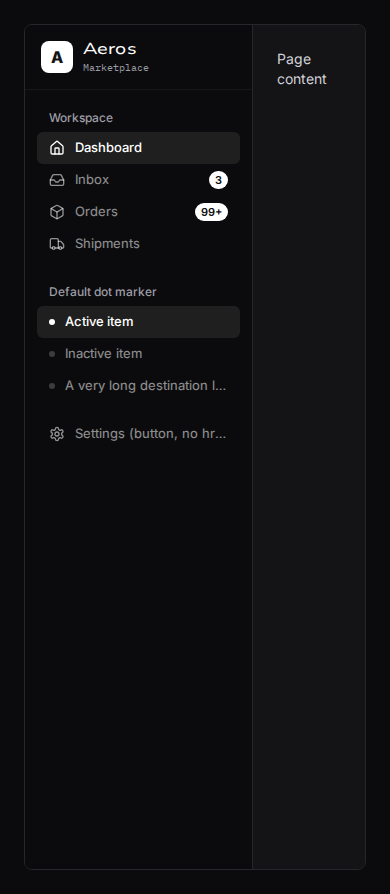 A
Aeros
Marketplace
Workspace
Dashboard
Inbox 3
Orders 99+
Shipments
Default dot marker
Active item
Inactive item
A very long destination l...
Settings (button, no hr...
Page
content